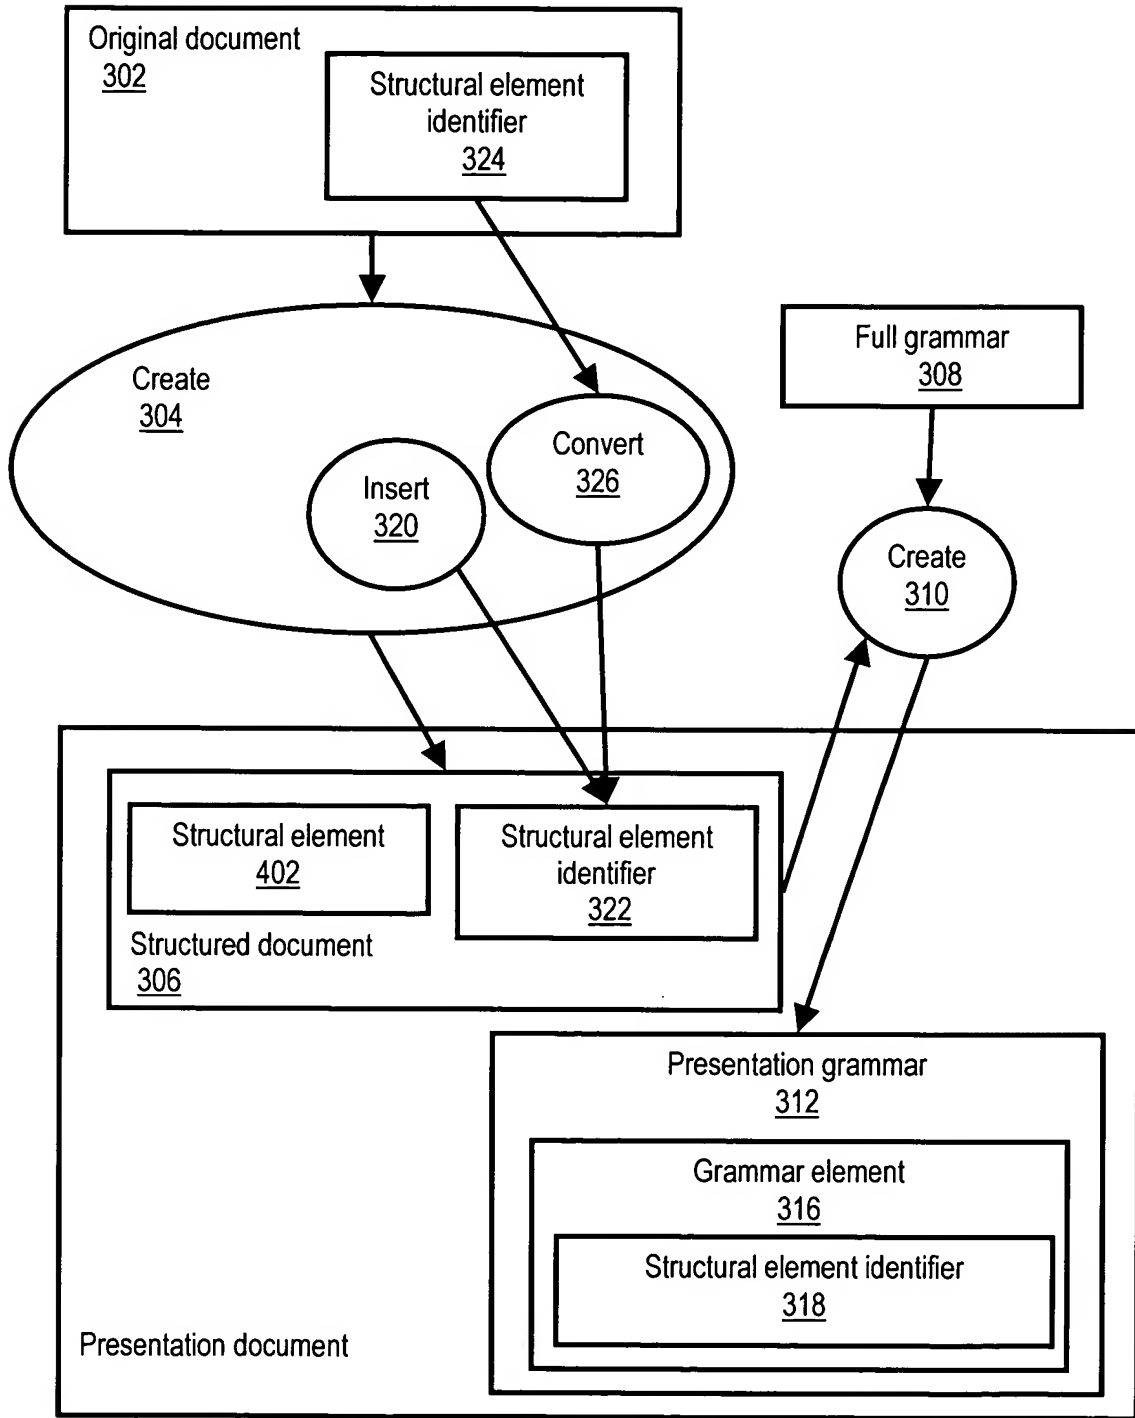 Original document
302
Structural element
identifier
324
Create
304
Insert
320
Convert
326
Full grammar
308
Create
310
Structural element
402
Structural element
identifier
322
Structured document
306
Presentation grammar
312
Grammar element
316
Structural element identifier
318
Presentation document